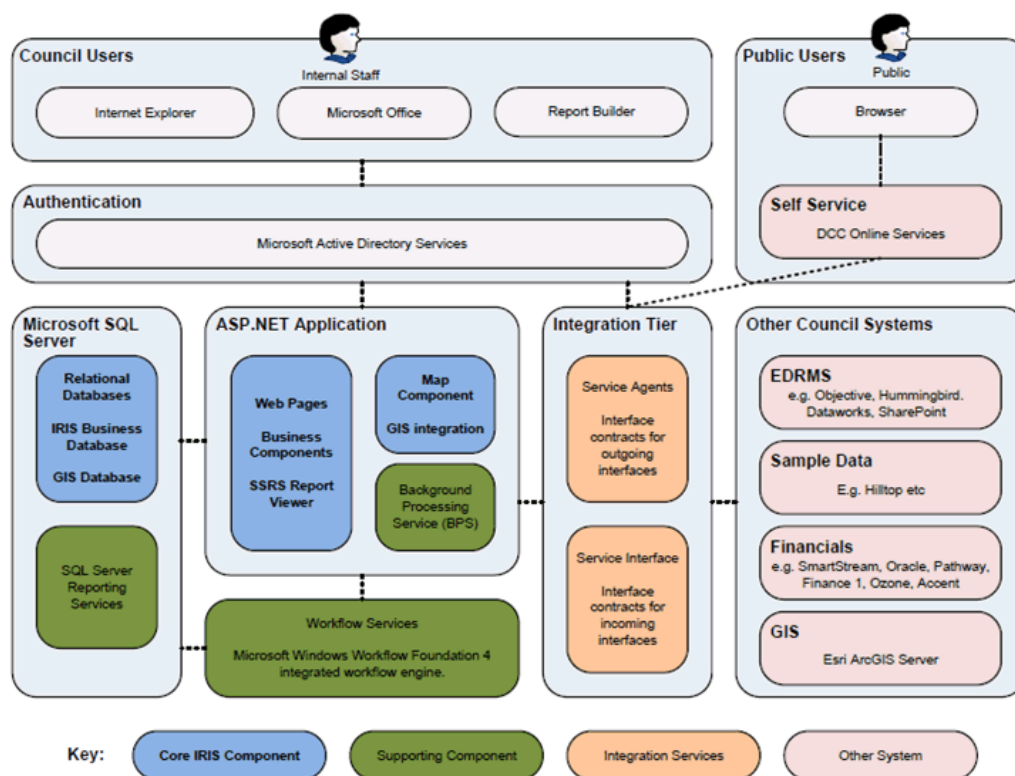 Council Users
Internal Staff
Internet Explorer
Microsoft Office
Report Builder
Public Users
Public
Browser
Self Service
DCC Online Services
Authentication
Microsoft Active Directory Services
Microsoft SQL
Server
Relational
Databases
IRIS Business
Database
GIS Database
SQL Server
Reporting
Services
ASP.NET Application
Web Pages
Business
Components
SSRS Report
Viewer
Map
Component
GIS integration
Background
Processing
Service (BPS)
Workflow Services
Microsoft Windows Workflow Foundation 4
integrated workflow engine.
Integration Tier
Service Agents
Interface
contracts for
outgoing
interfaces
Service Interface
Interface
contracts for
incoming
interfaces
Other Council Systems
EDRMS
e.g. Objective, Hummingbird.
Dataworks, SharePoint
Sample Data
E.g. Hilltop etc
Financials
e.g. SmartStream, Oracle, Pathway,
Finance 1, Ozone, Accent
GIS
Esri ArcGIS Server
Key:
Core IRIS Component
Supporting Component
Integration Services
Other System